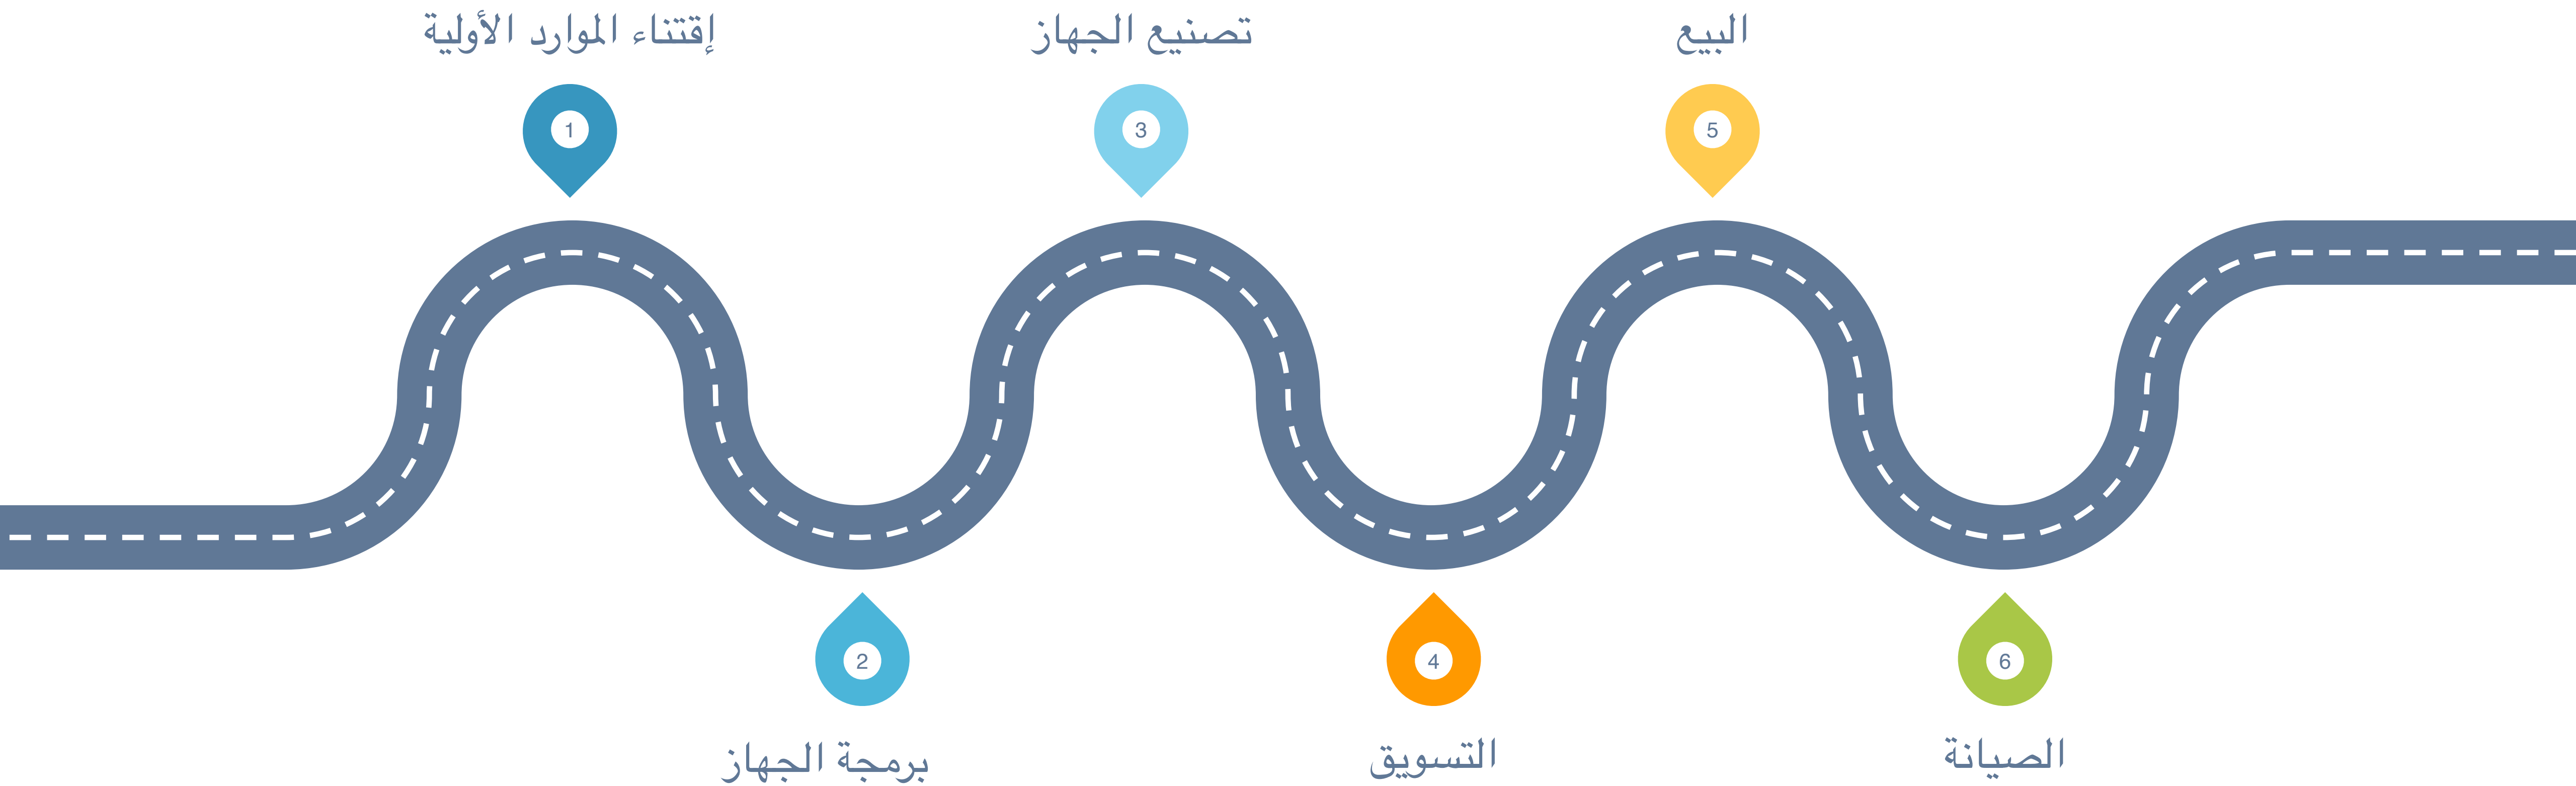 إقتناء الموارد الأولية
1
برمجة الجهاز
2
تصنيع الجهاز
3
التسويق
4
البيع
5
الصيانة
6